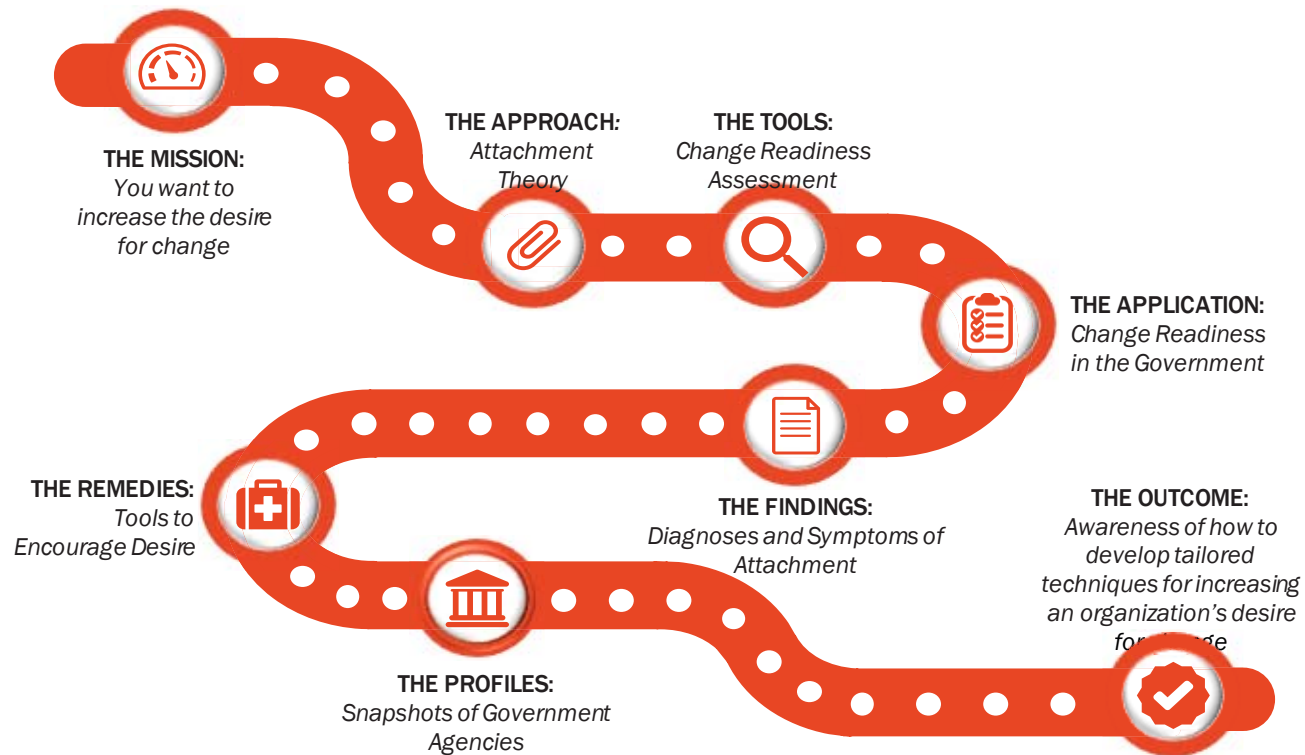 THE MISSION:
You want to
increase the desire
for change
THE APPROACH:
Attachment
Theory
THE TOOLS:
Change Readiness
Assessment
THE APPLICATION:
Change Readiness
in the Government
THE FINDINGS:
Diagnoses and Symptoms of
Attachment
THE REMEDIES:
Tools to
Encourage Desire
THE PROFILES:
Snapshots of Government
Agencies
THE OUTCOME:
Awareness of how to
develop tailored
techniques for increasing
an organization's desire
for change